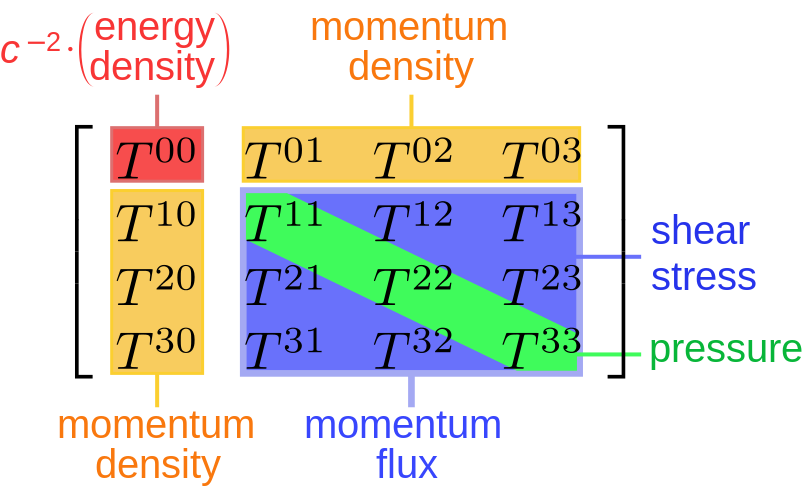 c⁻²·(energy density)
momentum
density
T⁰⁰ T⁰¹ T⁰² T⁰³
T¹⁰ T¹¹ T¹² T¹³
T²⁰ T²¹ T²² T²³
T³⁰ T³¹ T³² T³³
shear
stress
pressure
momentum
density
momentum
flux